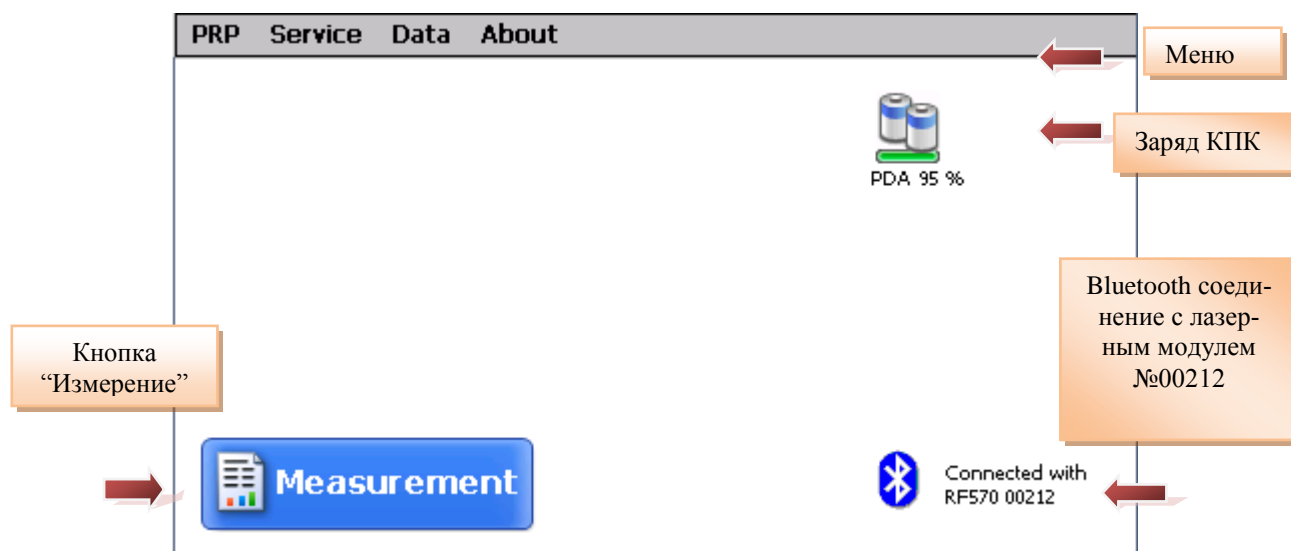 PRP Service Data About
Меню
Заряд КПК
PDA 95 %
Bluetooth соеди-
нение с лазер-
ным модулем
№00212
Кнопка
“Измерение”
Measurement
Connected with
RF570 00212